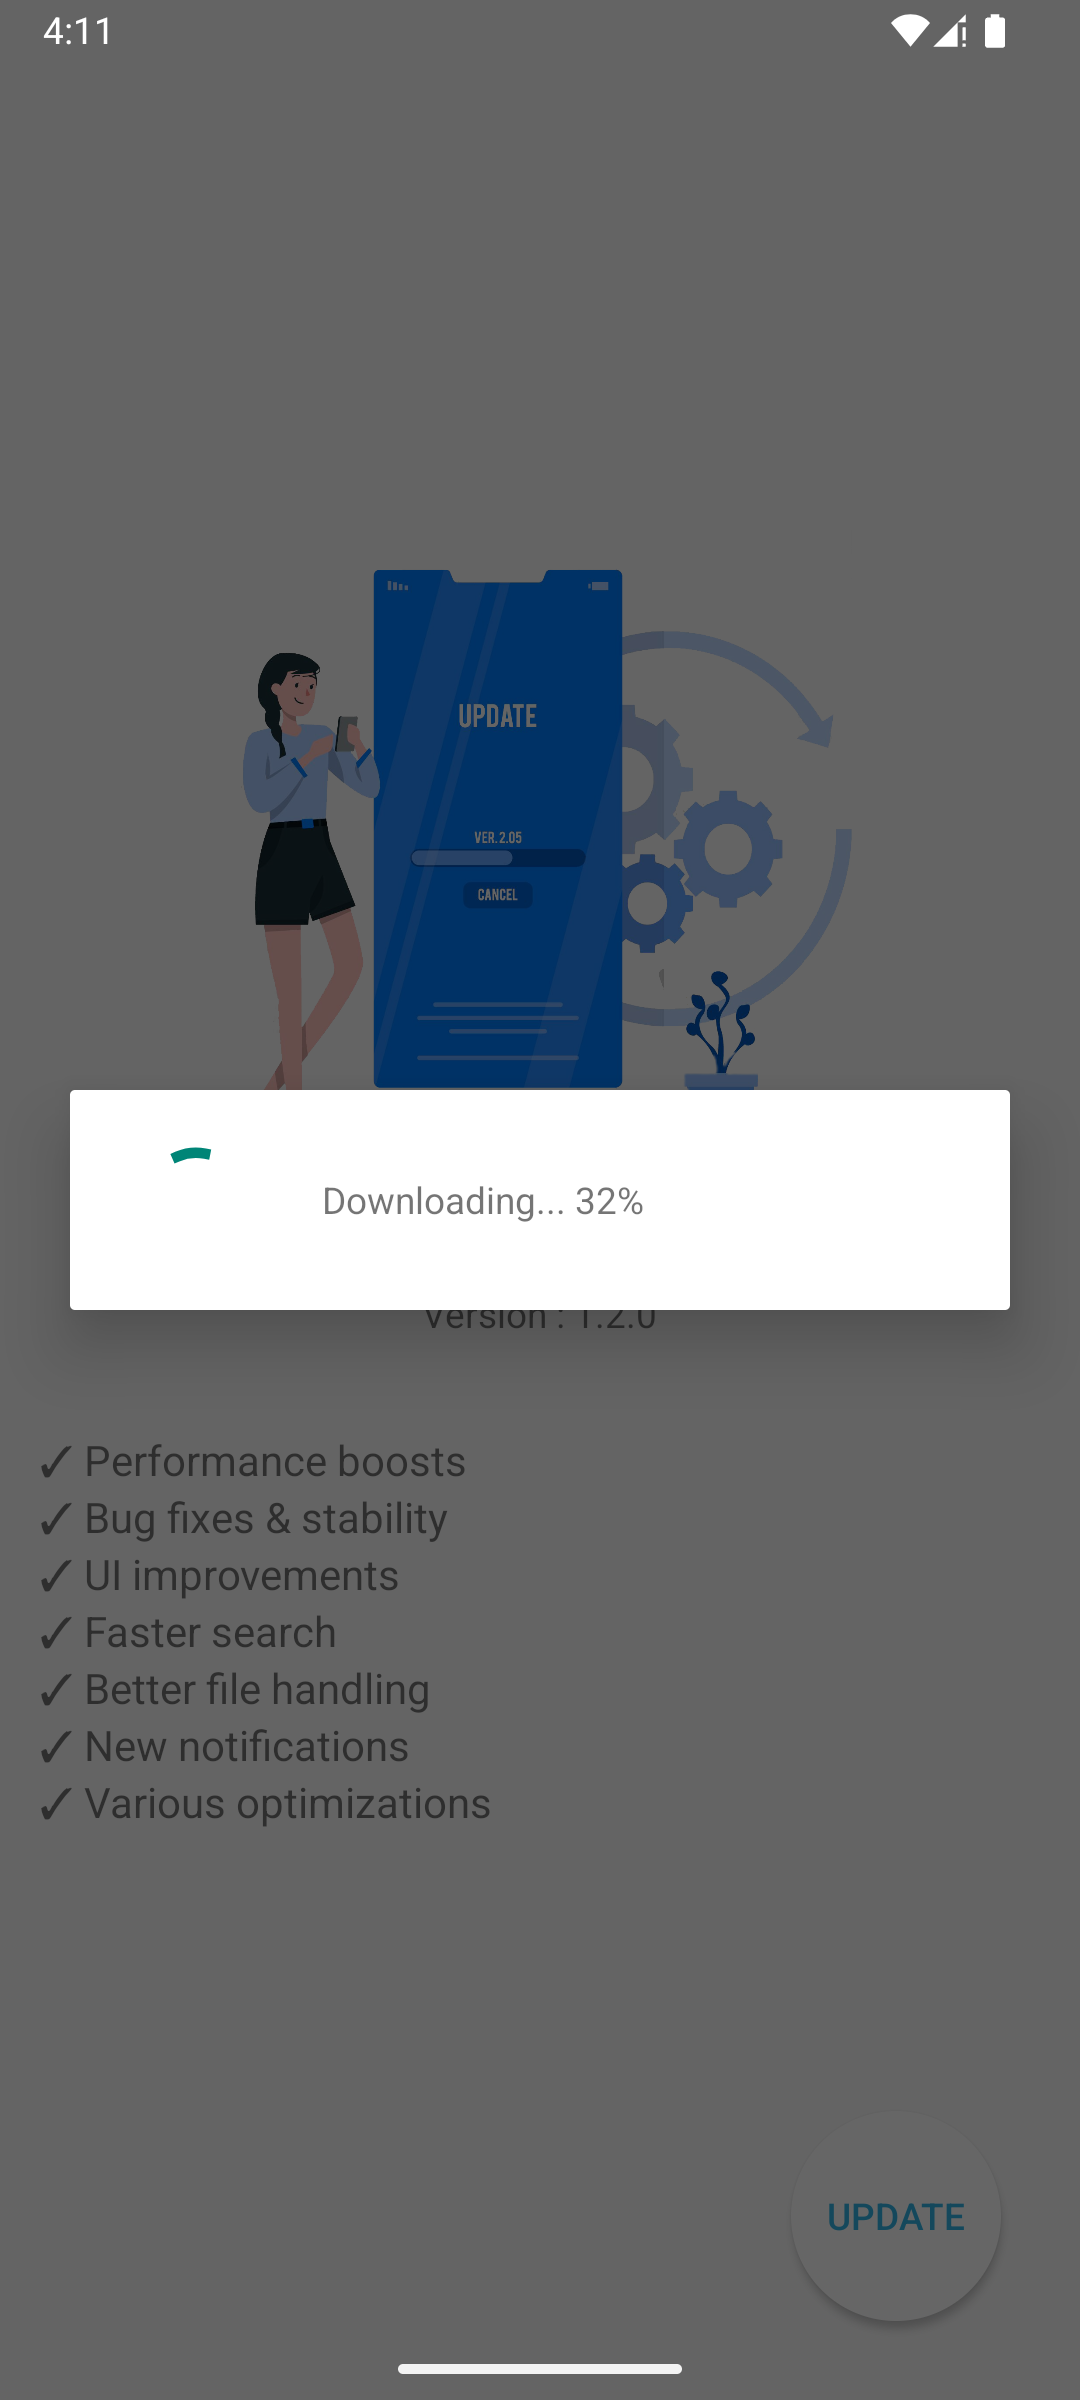 4:11
UPDATE
VER.2.05
CANCEL
Downloading... 32%
Version : 1.2.0
✓ Performance boosts
✓ Bug fixes & stability
✓ UI improvements
✓ Faster search
✓ Better file handling
✓ New notifications
✓ Various optimizations
UPDATE